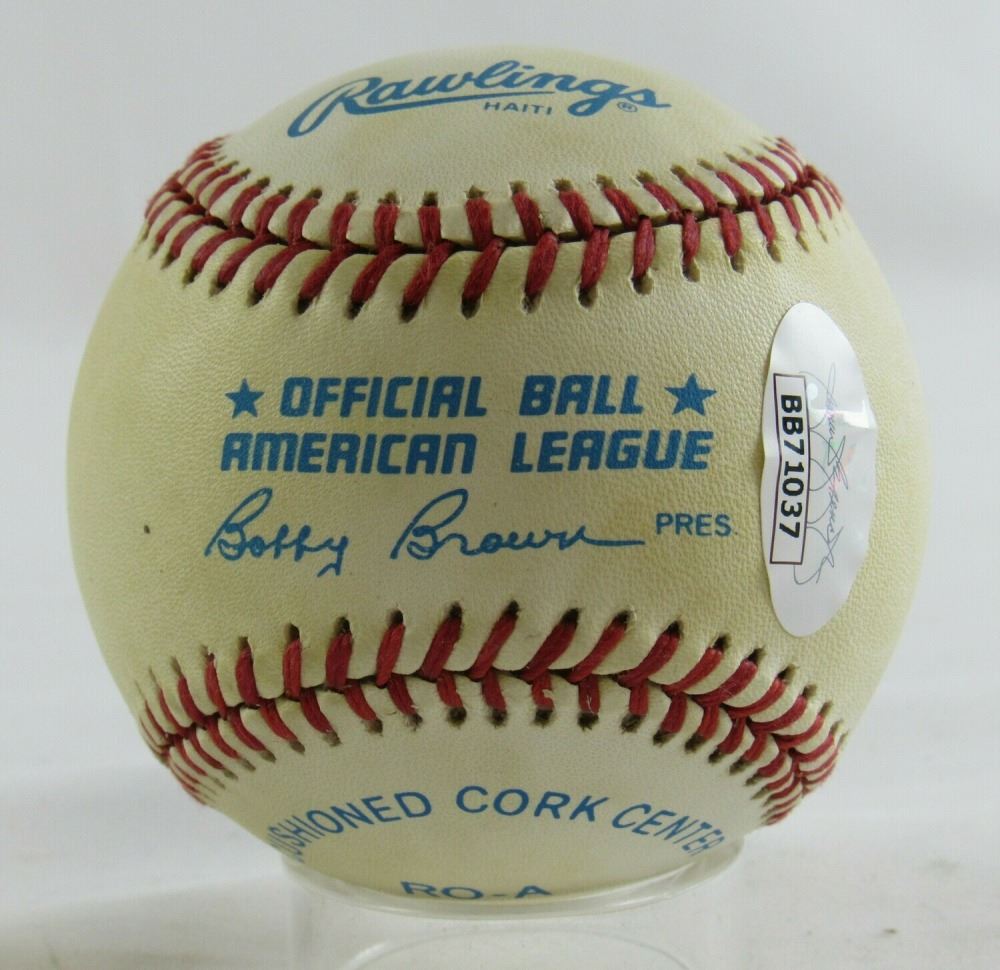 Rawlings ®
HAITI
OFFICIAL BALL
AMERICAN LEAGUE
Bobby Brown PRES.
BB71037
CUSHIONED CORK CENTER
RO-A